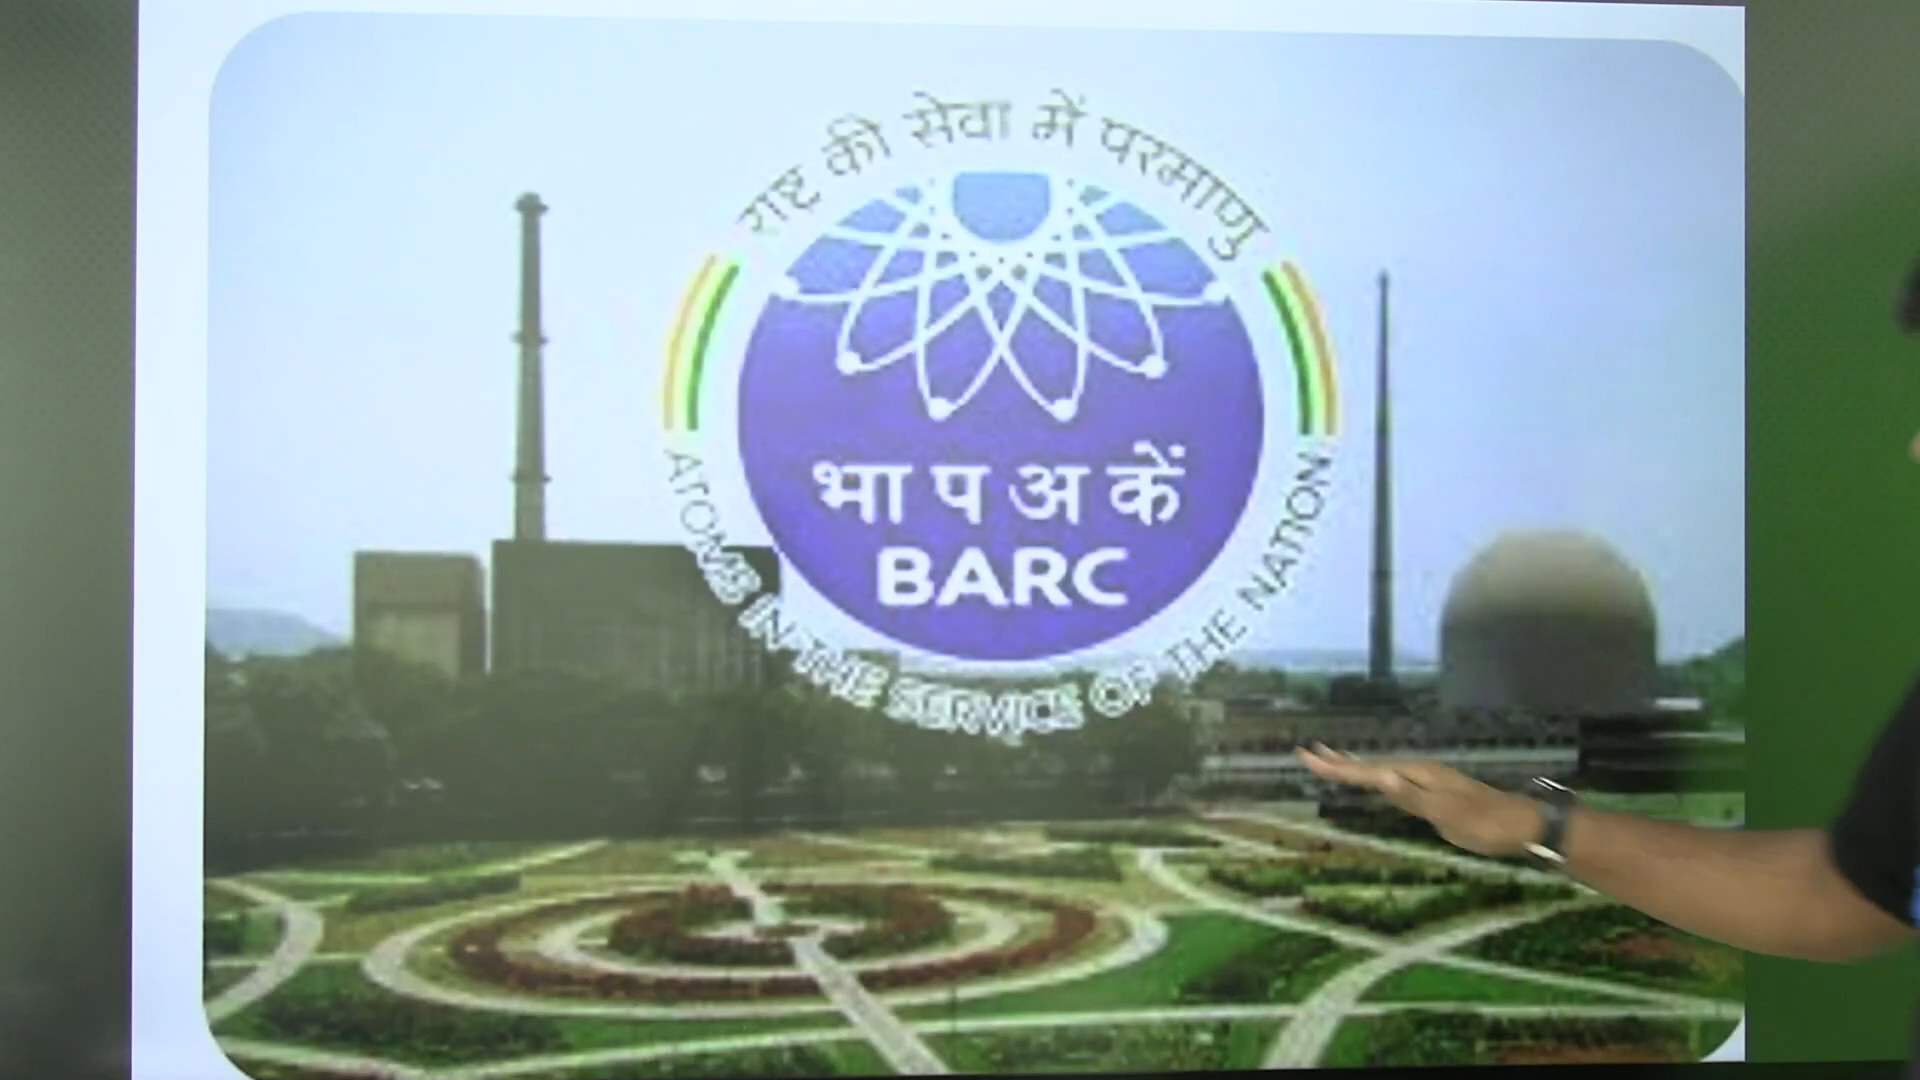 राष्ट्र की सेवा में परमाणु
भा प अ कें
BARC
ATOMS IN THE SERVICE OF THE NATION